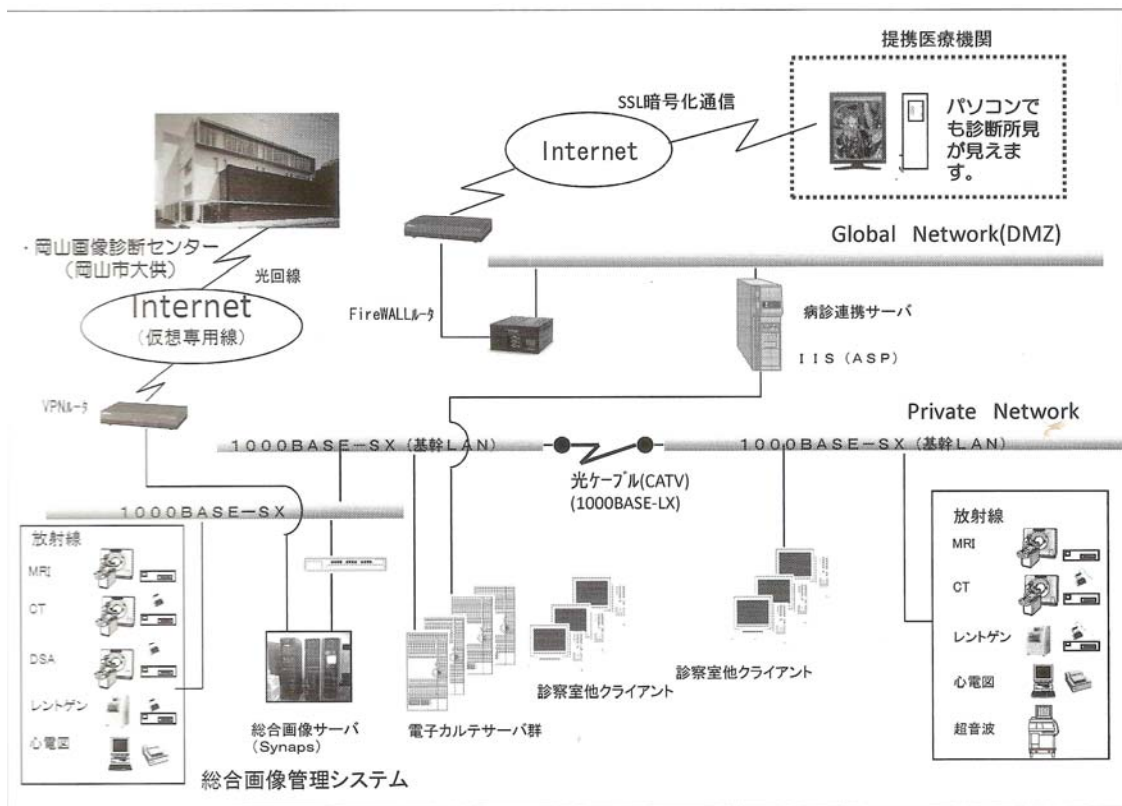 提携医療機関
SSL暗号化通信
Internet
パソコンで
も診断所見
が見えま
す。
・岡山画像診断センター
(岡山市大供)
光回線
Internet
(仮想専用線)
VPNルータ
Global Network(DMZ)
FireWALLルータ
病診連携サーバ
IIS(ASP)
Private Network
1000BASE-SX(基幹LAN)
1000BASE-SX(基幹LAN)
光ケーブル(CATV)
(1000BASE-LX)
1000BASE-SX
放射線
MRI
CT
DSA
レントゲン
心電図
総合画像サーバ
(Synaps)
電子カルテサーバ群
診察室他クライアント
診察室他クライアント
放射線
MRI
CT
レントゲン
心電図
超音波
総合画像管理システム